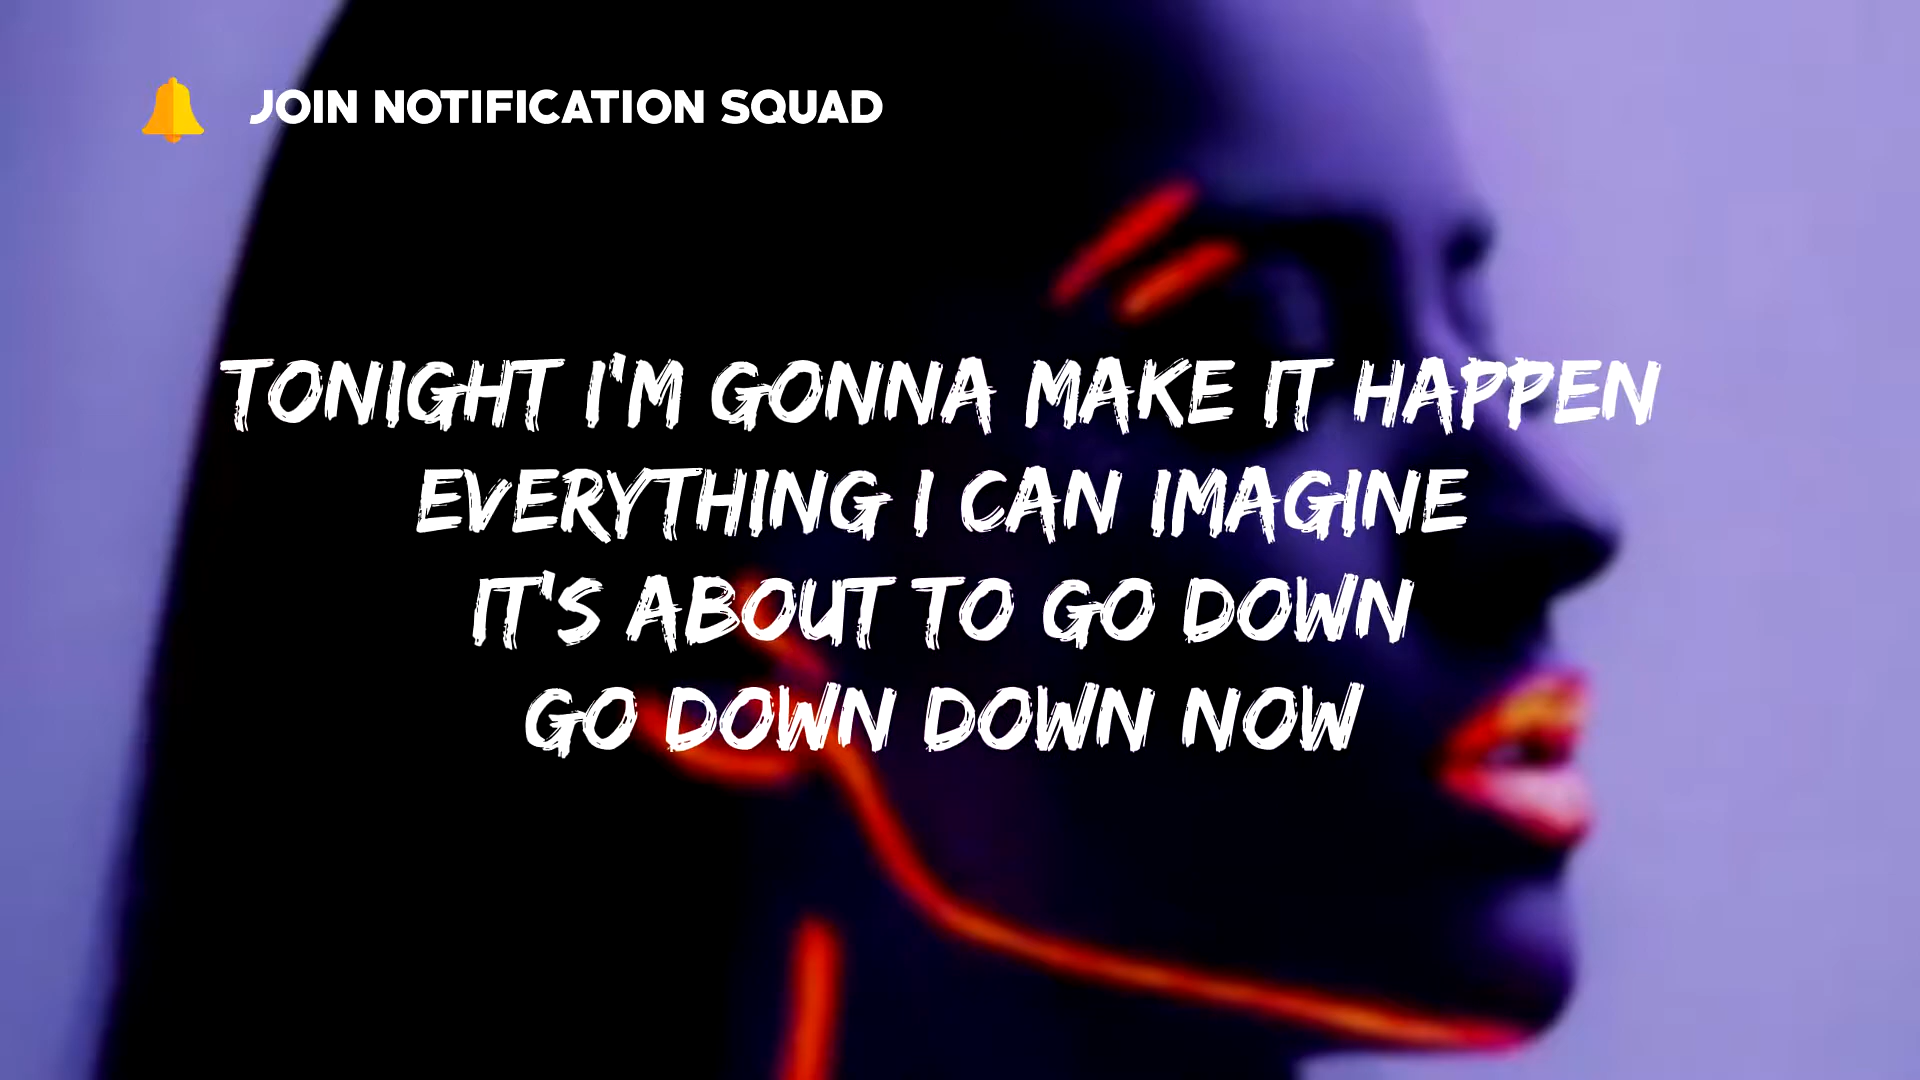 JOIN NOTIFICATION SQUAD
TONIGHT I'M GONNA MAKE IT HAPPEN
EVERYTHING I CAN IMAGINE
IT'S ABOUT TO GO DOWN
GO DOWN DOWN NOW